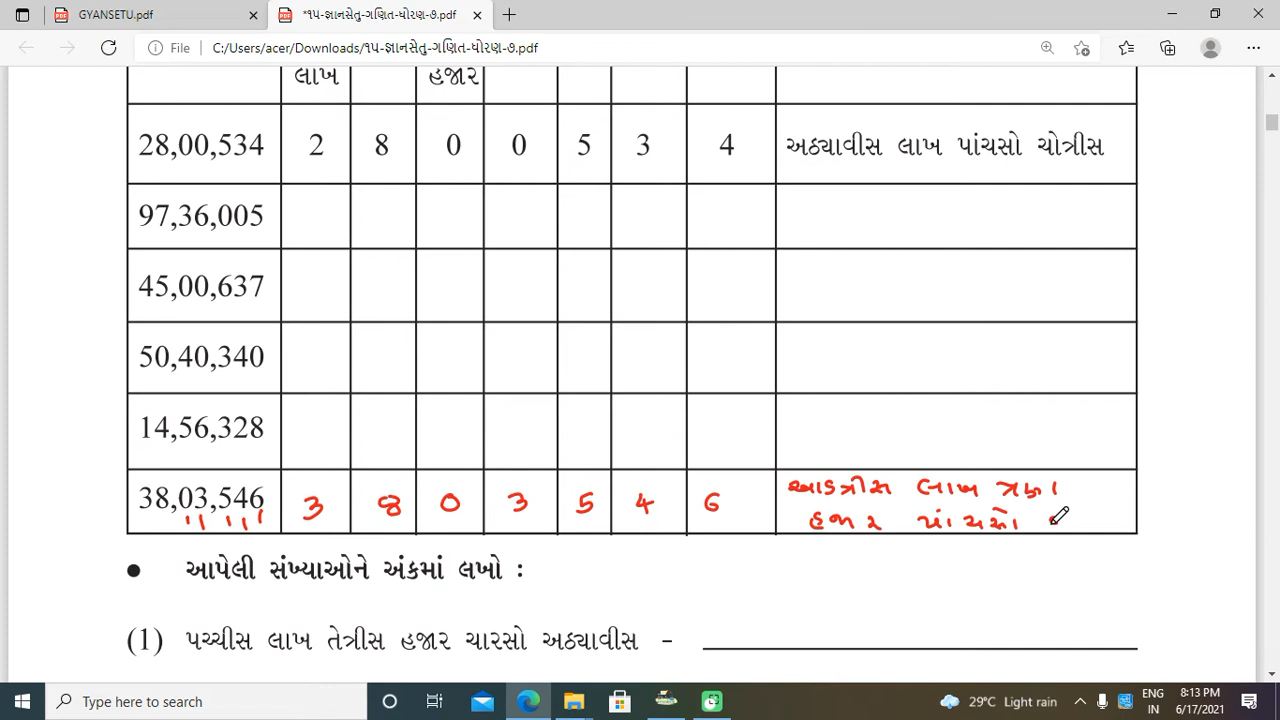 GYANSETU.pdf
*૧૫-જ્ઞાનસેતુ-ગણિત-ધોરણ-૭.pdf
File C:/Users/acer/Downloads/૧૫-જ્ઞાનસેતુ-ગણિત-ધોરણ-૭.pdf
લાખ હજાર
28,00,534 2 8 0 0 5 3 4 અઠ્યાવીસ લાખ પાંચસો ચોત્રીસ
97,36,005
45,00,637
50,40,340
14,56,328
38,03,546 3 8 0 3 5 4 6 આડત્રીસ લાખ ત્રણ
હજાર પાંચસો
● આપેલી સંખ્યાઓને અંકમાં લખો :
(1) પચ્ચીસ લાખ તેત્રીસ હજાર ચારસો અઠ્યાવીસ -
Type here to search
29°C Light rain
ENG
IN
8:13 PM
6/17/2021